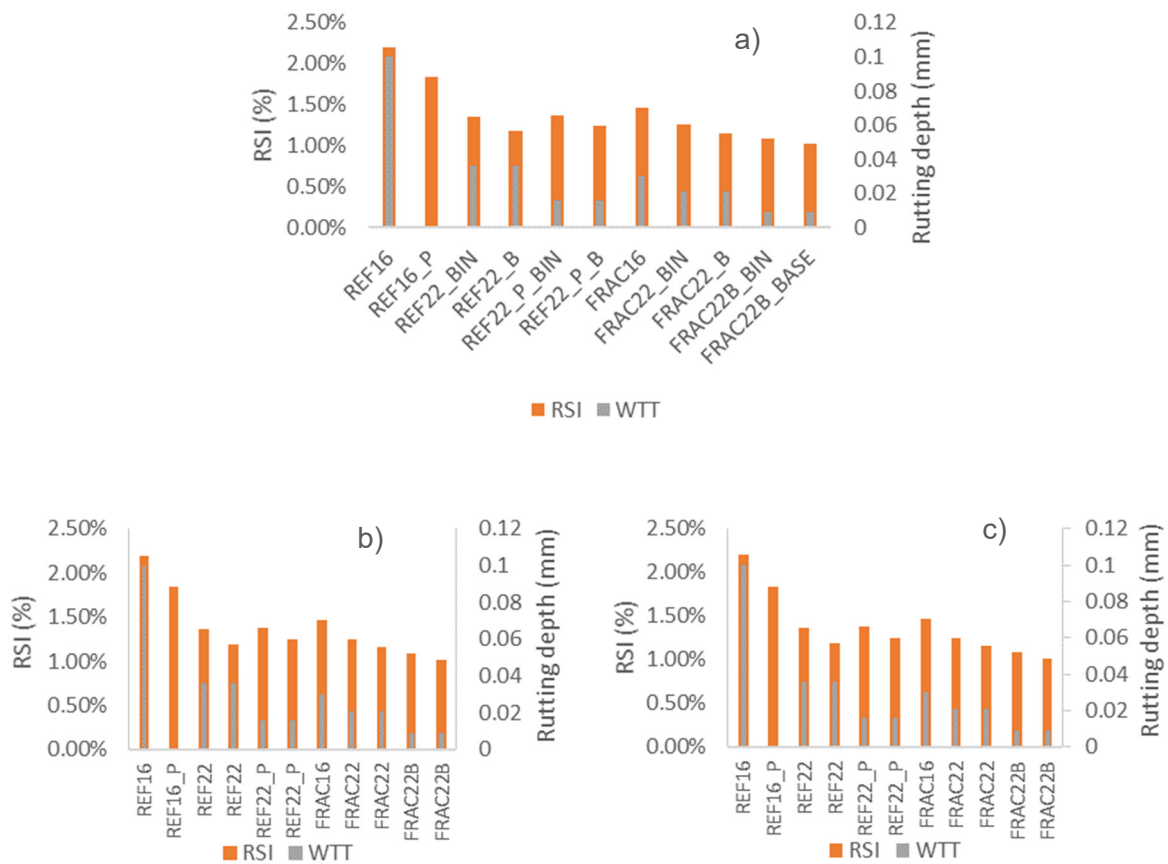 a)
RSI (%)
2.50%
2.00%
1.50%
1.00%
0.50%
0.00%
0.12
0.1
0.08
0.06
0.04
0.02
0
Rutting depth (mm)
REF16
REF16_P
REF22_BIN
REF22_B
REF22_P_BIN
REF22_P_B
FRAC16
FRAC22_BIN
FRAC22_B
FRAC22B_BIN
FRAC22B_BASE
RSI WTT
b)
RSI (%)
2.50%
2.00%
1.50%
1.00%
0.50%
0.00%
0.12
0.1
0.08
0.06
0.04
0.02
0
Rutting depth (mm)
REF16
REF16_P
REF22
REF22
REF22_P
REF22_P
FRAC16
FRAC22
FRAC22
FRAC22B
FRAC22B
RSI WTT
c)
RSI (%)
2.50%
2.00%
1.50%
1.00%
0.50%
0.00%
0.12
0.1
0.08
0.06
0.04
0.02
0
Rutting depth (mm)
REF16
REF16_P
REF22
REF22
REF22_P
REF22_P
FRAC16
FRAC22
FRAC22
FRAC22B
FRAC22B
RSI WTT